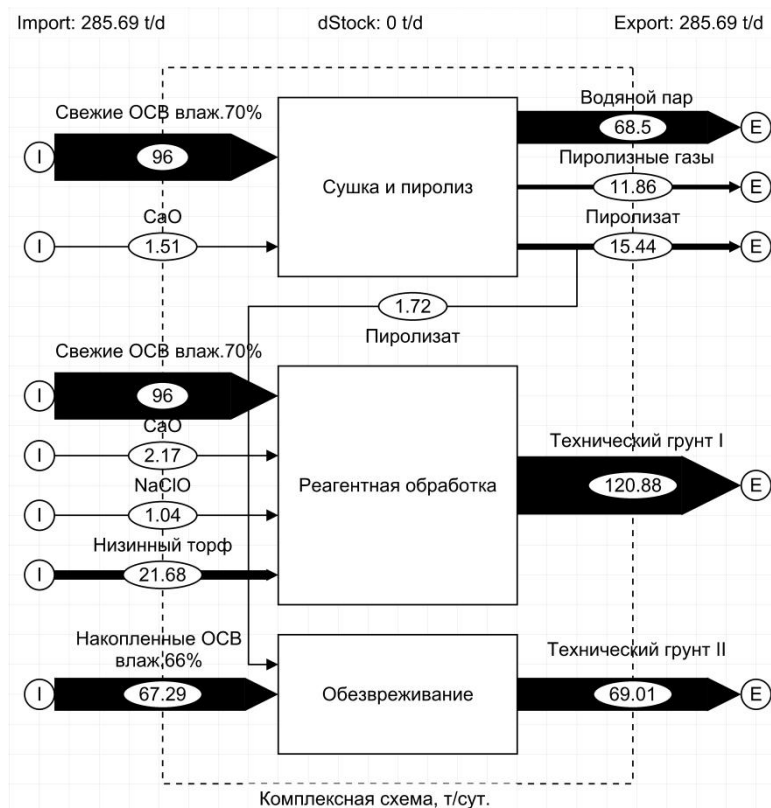 Import: 285.69 t/d dStock: 0 t/d Export: 285.69 t/d
Свежие ОСВ влаж.70%
I 96
CaO
I 1.51
Сушка и пиролиз
Водяной пар
68.5 E
Пиролизные газы
11.86 E
Пиролизат
15.44 E
1.72
Пиролизат
Свежие ОСВ влаж.70%
I 96
CaO
I 2.17
NaClO
I 1.04
Низинный торф
I 21.68
Реагентная обработка
Технический грунт I
120.88 E
Накопленные ОСВ
влаж.66%
I 67.29
Обезвреживание
Технический грунт II
69.01 E
Комплексная схема, т/сут.